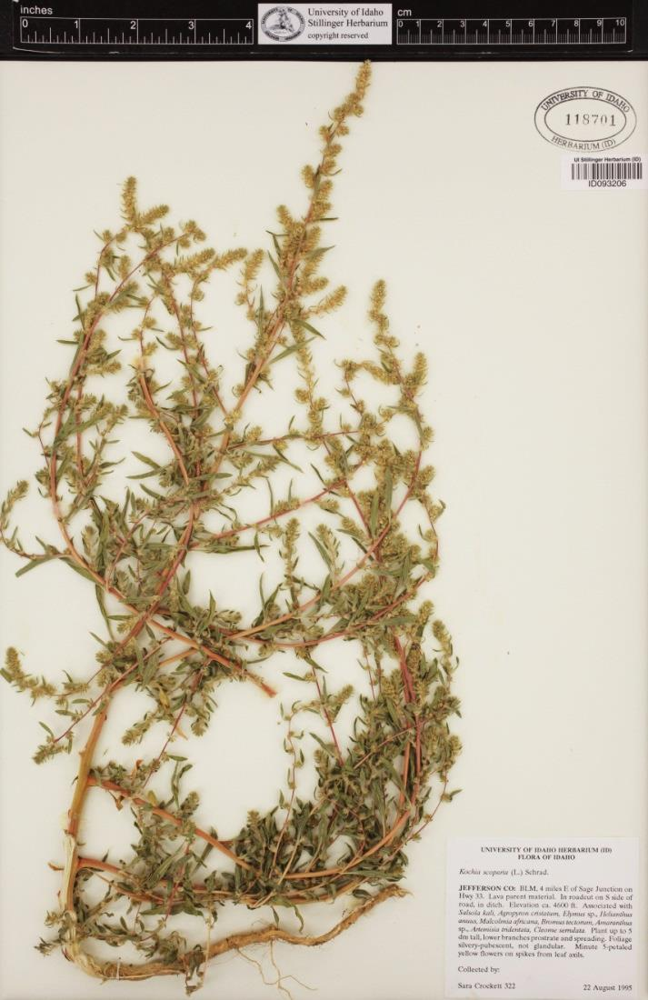 inches
0 1 2 3 4
University of Idaho
Stillinger Herbarium
copyright reserved
cm
0 1 2 3 4 5 6 7 8 9 10
UNIVERSITY OF IDAHO
118701
HERBARIUM (ID)
UI Stillinger Herbarium (ID)
ID093206
UNIVERSITY OF IDAHO HERBARIUM (ID)
FLORA OF IDAHO
Kochia scoparia (L.) Schrad.
JEFFERSON CO: BLM, 4 miles E of Sage Junction on
Hwy 33. Lava parent material. In roadcut on S side of
road, in ditch. Elevation ca. 4600 ft. Associated with
Salsola kali, Agropyron cristatum, Elymus sp., Helianthus
anuus, Malcolmia africana, Bromus tectorum, Amaranthus
sp., Artemisia tridentata, Cleome serrulata. Plant up to 5
dm tall, lower branches prostrate and spreading. Foliage
silvery-pubescent, not glandular. Minute 5-petaled
yellow flowers on spikes from leaf axils.
Collected by:
Sara Crockett 322 22 August 1995